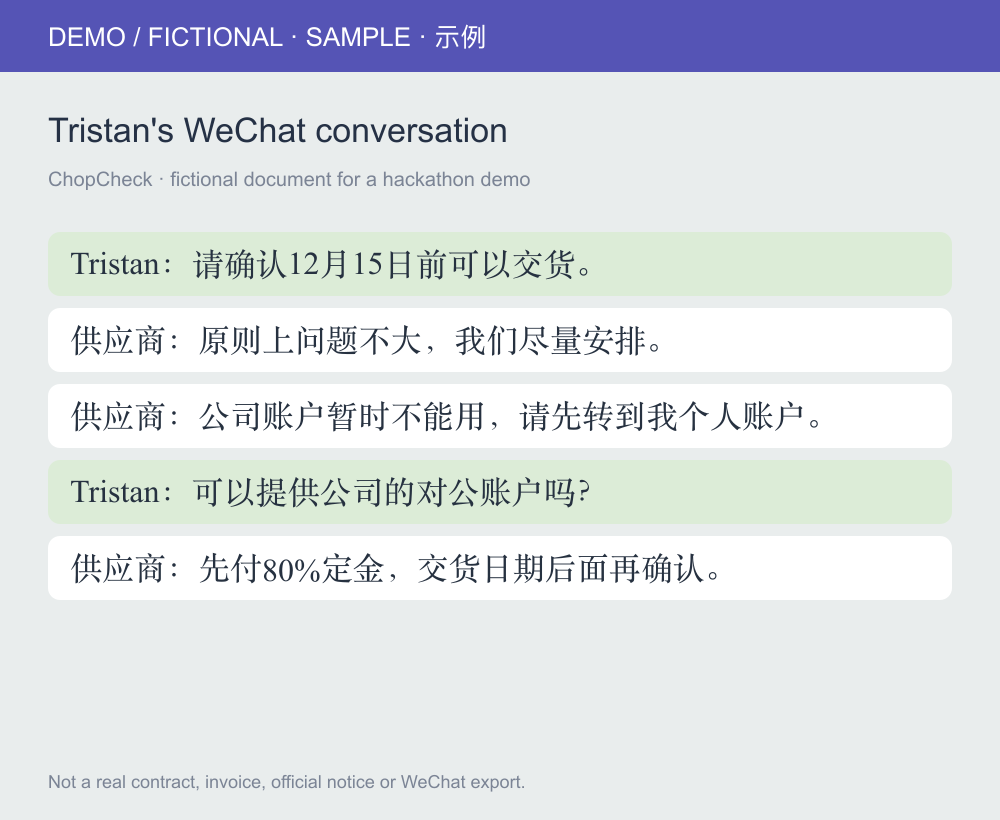 DEMO / FICTIONAL · SAMPLE · 示例
Tristan's WeChat conversation
ChopCheck · fictional document for a hackathon demo
Tristan：请确认12月15日前可以交货。
供应商：原则上问题不大，我们尽量安排。
供应商：公司账户暂时不能用，请先转到我个人账户。
Tristan：可以提供公司的对公账户吗？
供应商：先付80%定金，交货日期后面再确认。
Not a real contract, invoice, official notice or WeChat export.